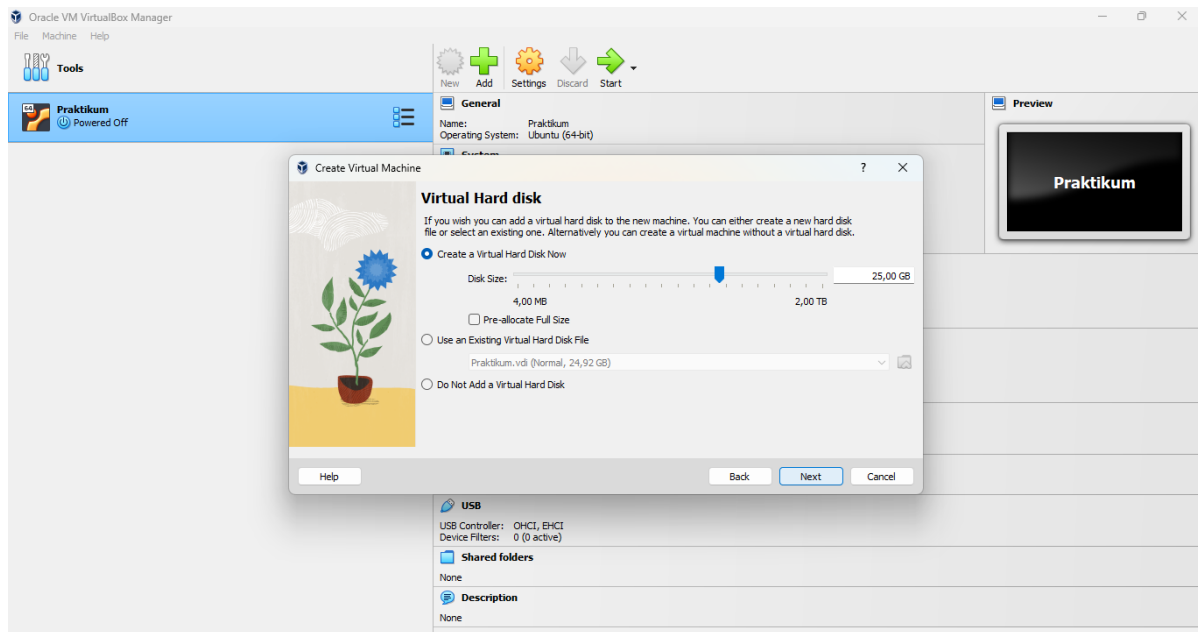 Oracle VM VirtualBox Manager
File Machine Help
Tools
New Add Settings Discard Start
64
Praktikum
Powered Off
General
Name: Praktikum
Operating System: Ubuntu (64-bit)
System
Preview
Praktikum
Create Virtual Machine ?
Virtual Hard disk
If you wish you can add a virtual hard disk to the new machine. You can either create a new hard disk
file or select an existing one. Alternatively you can create a virtual machine without a virtual hard disk.
Create a Virtual Hard Disk Now
Disk Size: 25,00 GB
4,00 MB 2,00 TB
Pre-allocate Full Size
Use an Existing Virtual Hard Disk File
Praktikum.vdi (Normal, 24,92 GB)
Do Not Add a Virtual Hard Disk
Help Back Next Cancel
USB
USB Controller: OHCI, EHCI
Device Filters: 0 (0 active)
Shared folders
None
Description
None